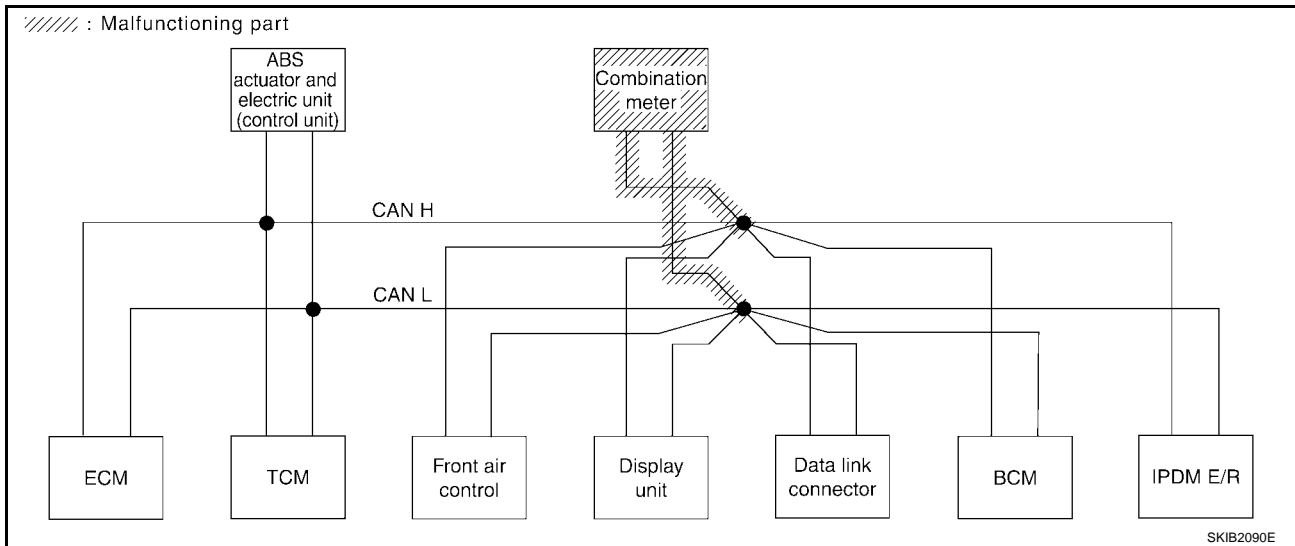 : Malfunctioning part
ABS
actuator and
electric unit
(control unit)
Combination
meter
CAN H
CAN L
ECM
TCM
Front air
control
Display
unit
Data link
connector
BCM
IPDM E/R
SKIB2090E